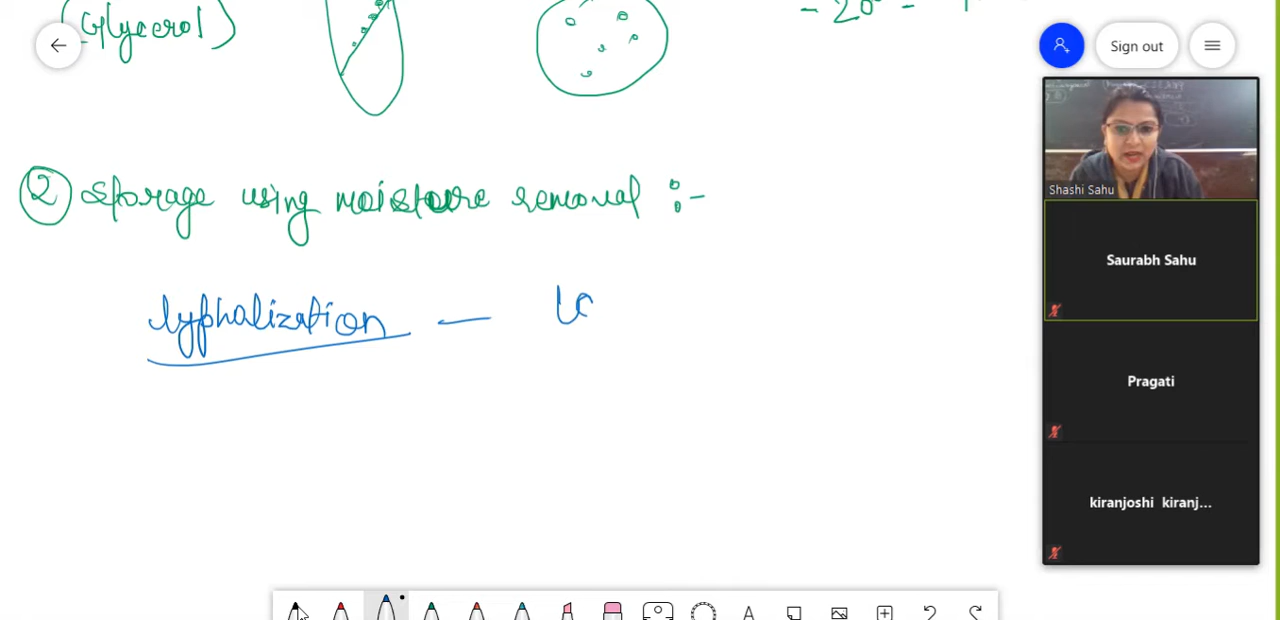 (Glycerol)
- 20° -
Sign out
② Storage using moisture removal :-
lyphalization —
Shashi Sahu
Saurabh Sahu
Pragati
kiranjoshi kiranj...
A